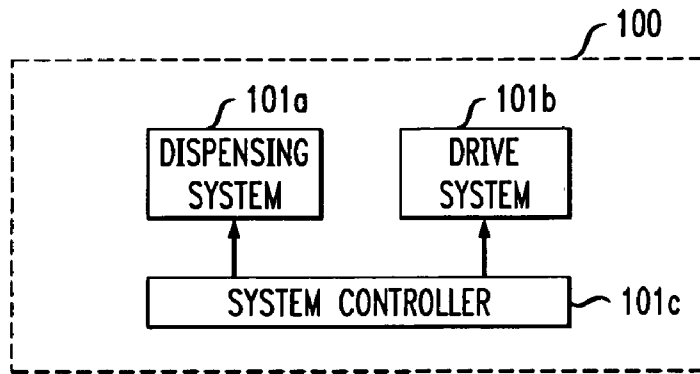 100
101a
101b
DISPENSING
SYSTEM
DRIVE
SYSTEM
SYSTEM CONTROLLER
101c